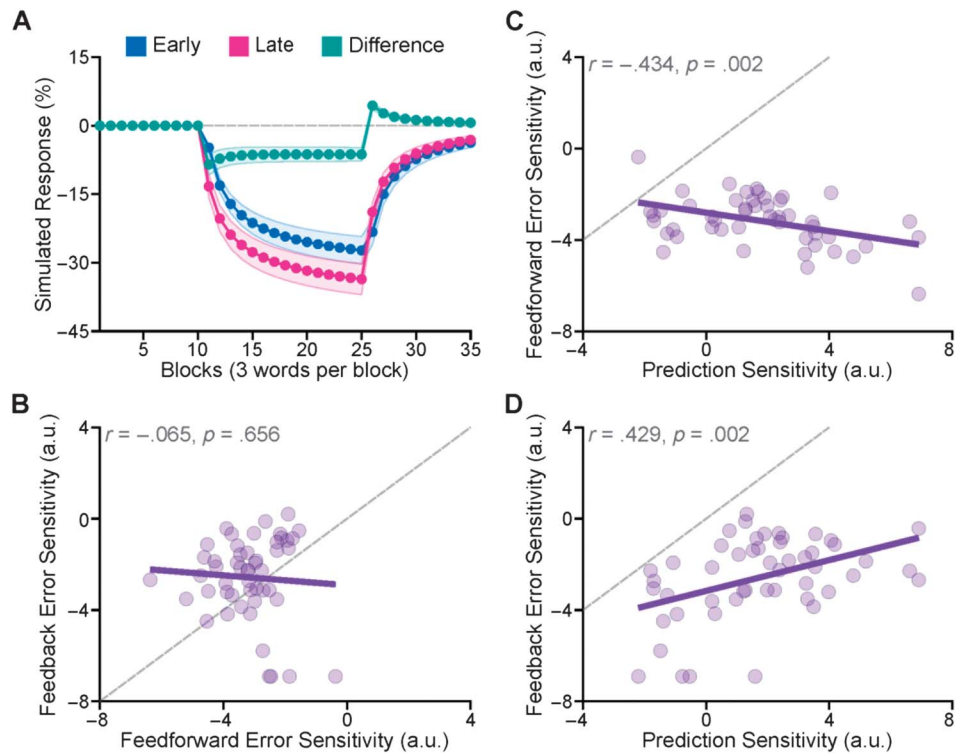 A
Early Late Difference
Simulated Response (%)
15
0
−15
−30
−45
5 10 15 20 25 30 35
Blocks (3 words per block)
B
r = −.065, p = .656
Feedback Error Sensitivity (a.u.)
4
0
−4
−8
−8 −4 0 4
Feedforward Error Sensitivity (a.u.)
C
r = −.434, p = .002
Feedforward Error Sensitivity (a.u.)
4
0
−4
−8
−4 0 4 8
Prediction Sensitivity (a.u.)
D
r = .429, p = .002
Feedback Error Sensitivity (a.u.)
4
0
−4
−8
−4 0 4 8
Prediction Sensitivity (a.u.)